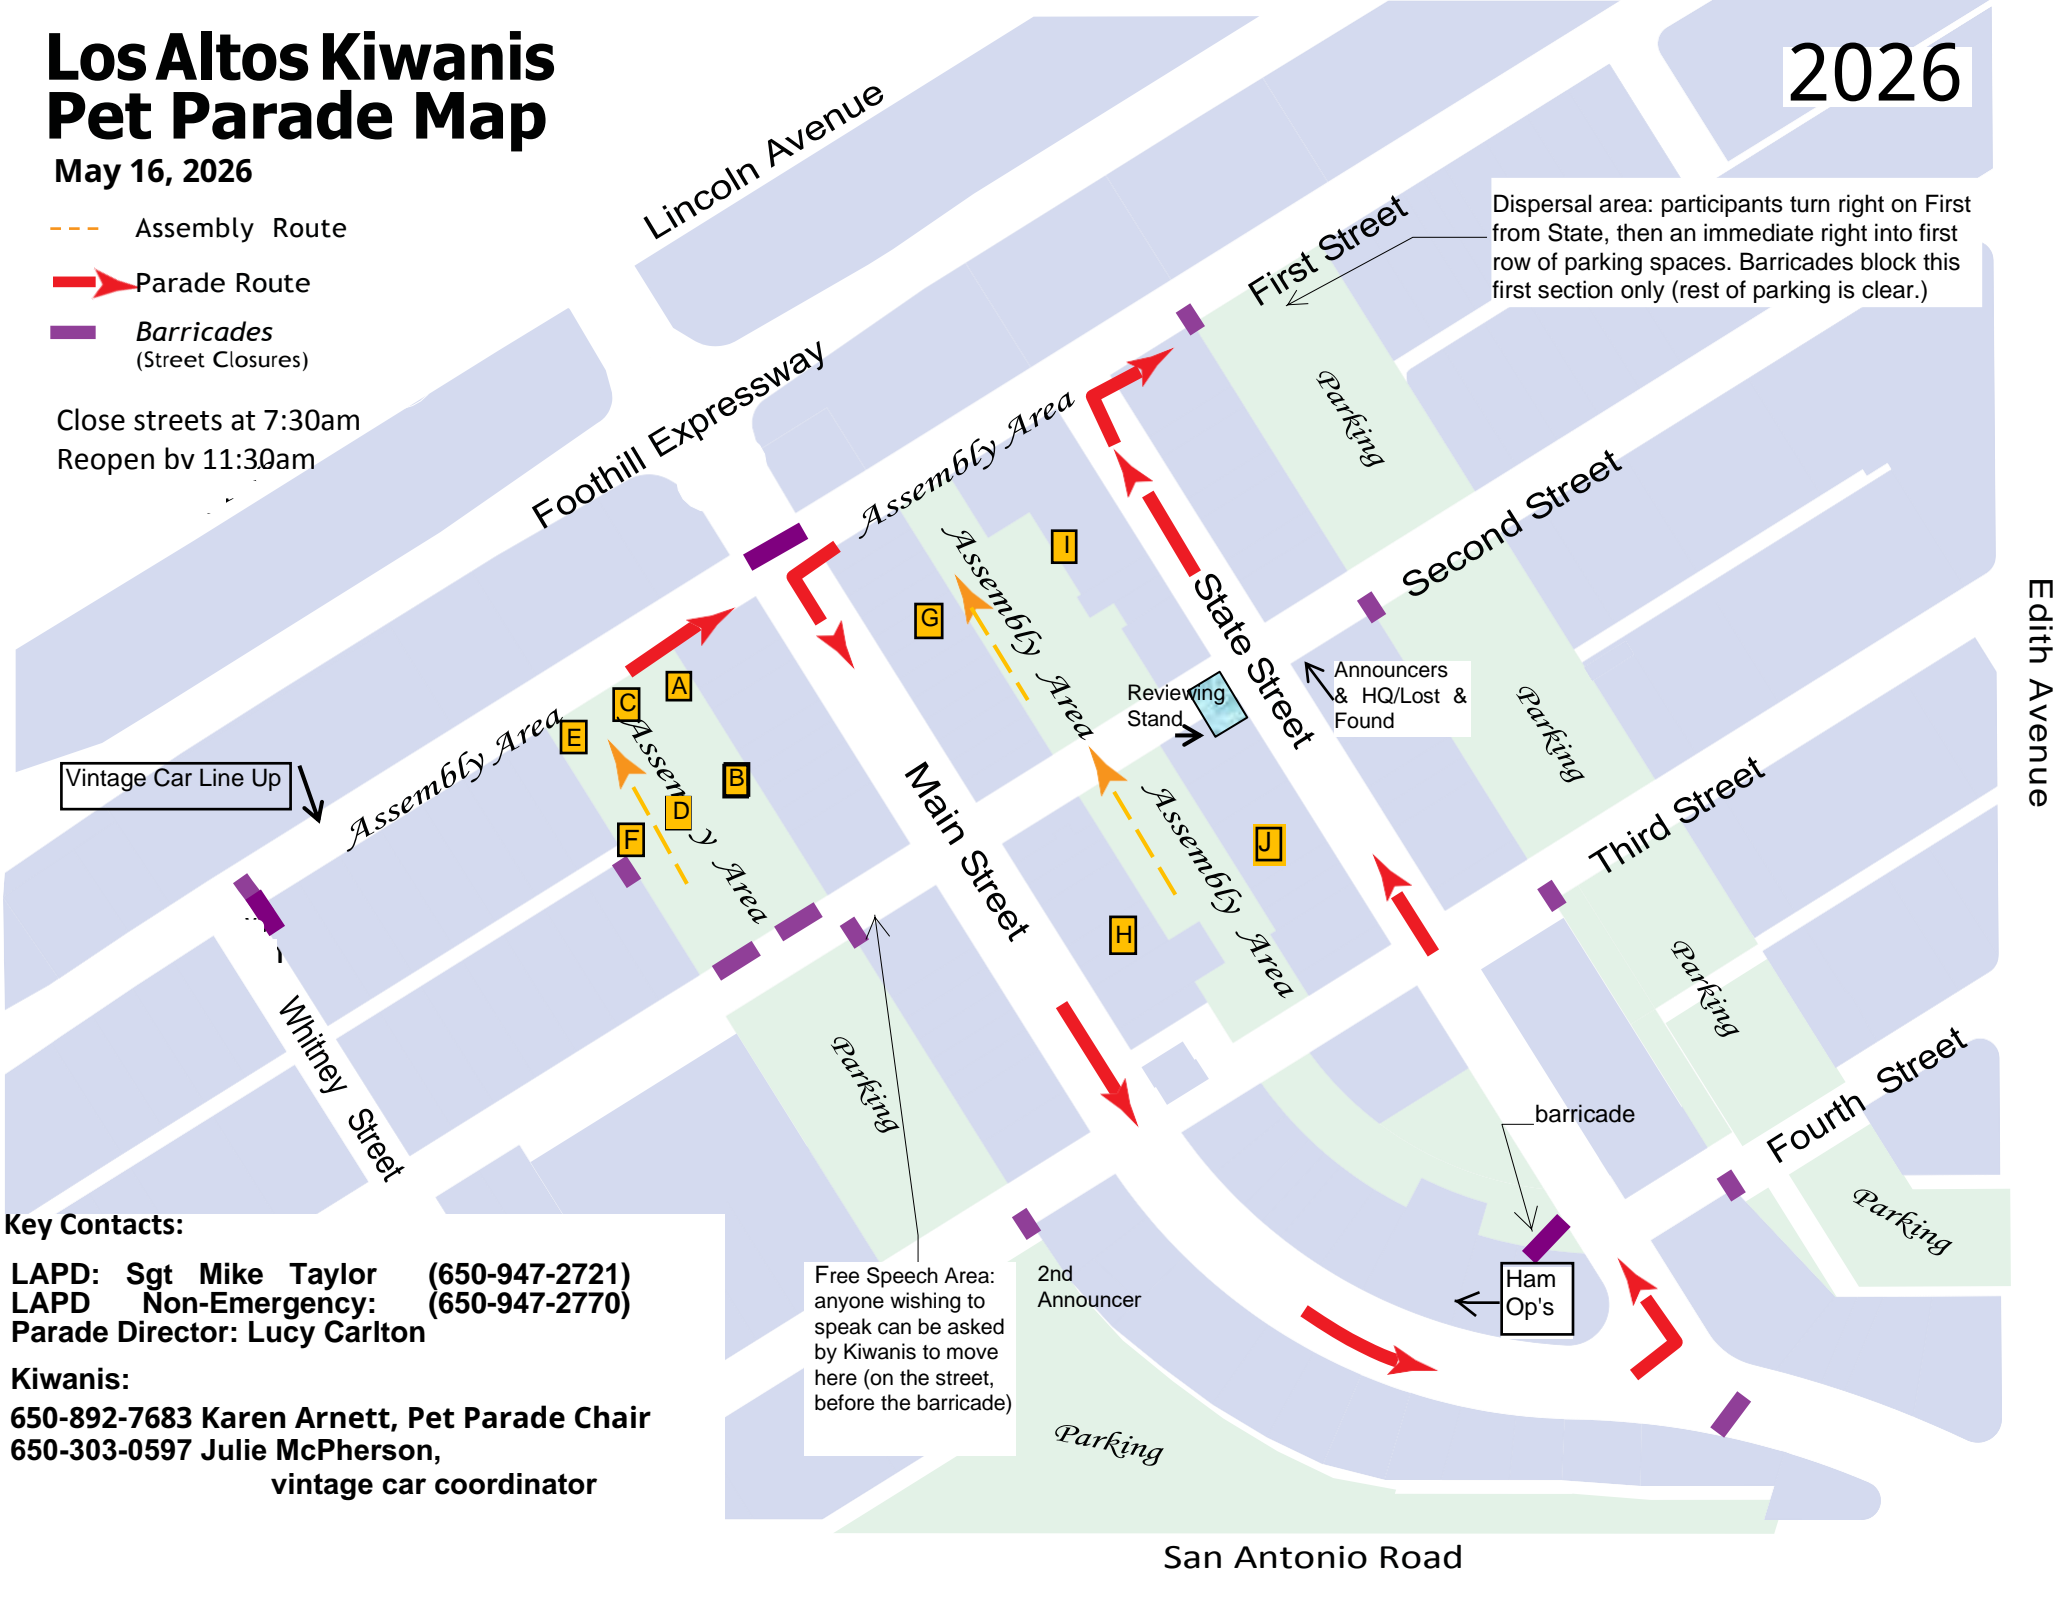 Los Altos Kiwanis
Pet Parade Map
May 16, 2026
2026
Assembly Route
Parade Route
Barricades
(Street Closures)
Close streets at 7:30am
Reopen by 11:30am
Lincoln Avenue
Foothill Expressway
First Street
Dispersal area: participants turn right on First
from State, then an immediate right into first
row of parking spaces. Barricades block this
first section only (rest of parking is clear.)
Parking
Assembly Area
Second Street
Assembly Area
I
G
State Street
Edith Avenue
Announcers
& HQ/Lost &
Found
Reviewing
Stand
Parking
A
C
E
Assembly Area
Assembly Area
B
D
F
Vintage Car Line Up
Main Street
Third Street
Assembly Area
J
H
Parking
Whitney Street
Parking
Fourth Street
barricade
Parking
Key Contacts:
LAPD: Sgt Mike Taylor (650-947-2721)
LAPD Non-Emergency: (650-947-2770)
Parade Director: Lucy Carlton
Kiwanis:
650-892-7683 Karen Arnett, Pet Parade Chair
650-303-0597 Julie McPherson,
vintage car coordinator
Free Speech Area:
anyone wishing to
speak can be asked
by Kiwanis to move
here (on the street,
before the barricade)
2nd
Announcer
Ham
Op's
Parking
San Antonio Road